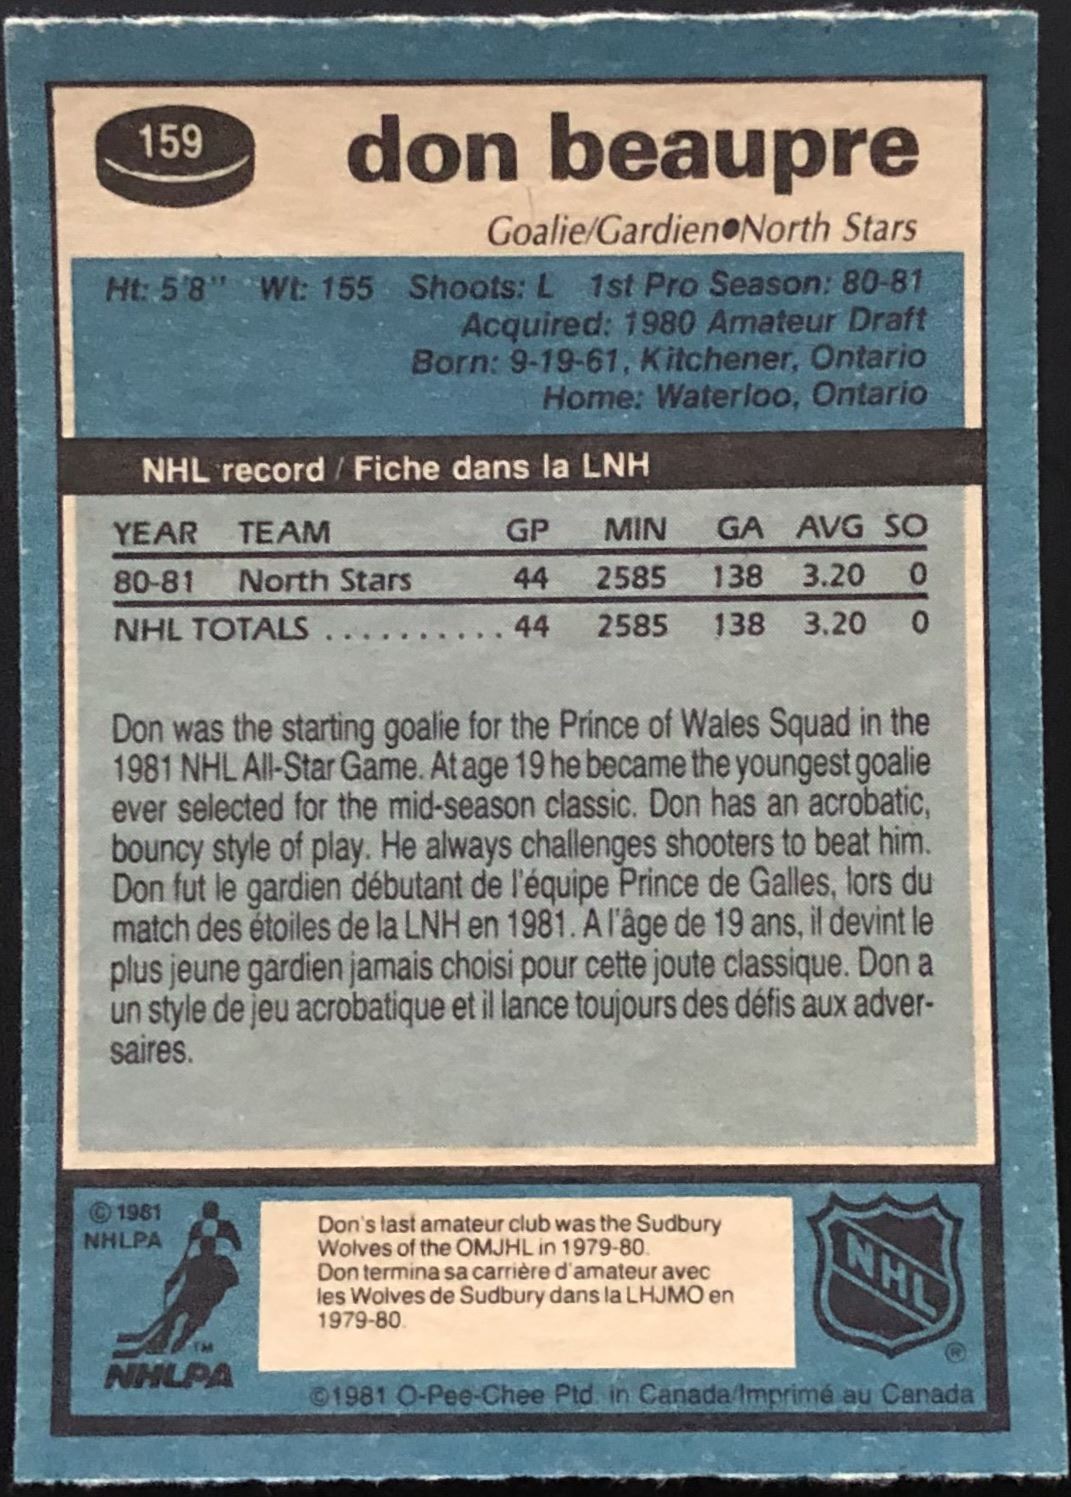 159
don beaupre
Goalie/Gardien●North Stars
Ht: 5'8" Wt: 155 Shoots: L 1st Pro Season: 80-81
Acquired: 1980 Amateur Draft
Born: 9-19-61, Kitchener, Ontario
Home: Waterloo, Ontario
NHL record / Fiche dans la LNH
YEAR TEAM GP MIN GA AVG SO
80-81 North Stars 44 2585 138 3.20 0
NHL TOTALS .......... 44 2585 138 3.20 0
Don was the starting goalie for the Prince of Wales Squad in the
1981 NHL All-Star Game. At age 19 he became the youngest goalie
ever selected for the mid-season classic. Don has an acrobatic,
bouncy style of play. He always challenges shooters to beat him.
Don fut le gardien débutant de l'équipe Prince de Galles, lors du
match des étoiles de la LNH en 1981. A l'âge de 19 ans, il devint le
plus jeune gardien jamais choisi pour cette joute classique. Don a
un style de jeu acrobatique et il lance toujours des défis aux adver-
saires.
© 1981
NHLPA
TM
NHLPA
Don's last amateur club was the Sudbury
Wolves of the OMJHL in 1979-80.
Don termina sa carrière d'amateur avec
les Wolves de Sudbury dans la LHJMO en
1979-80.
NHL
®
©1981 O-Pee-Chee Ptd. in Canada/Imprimé au Canada